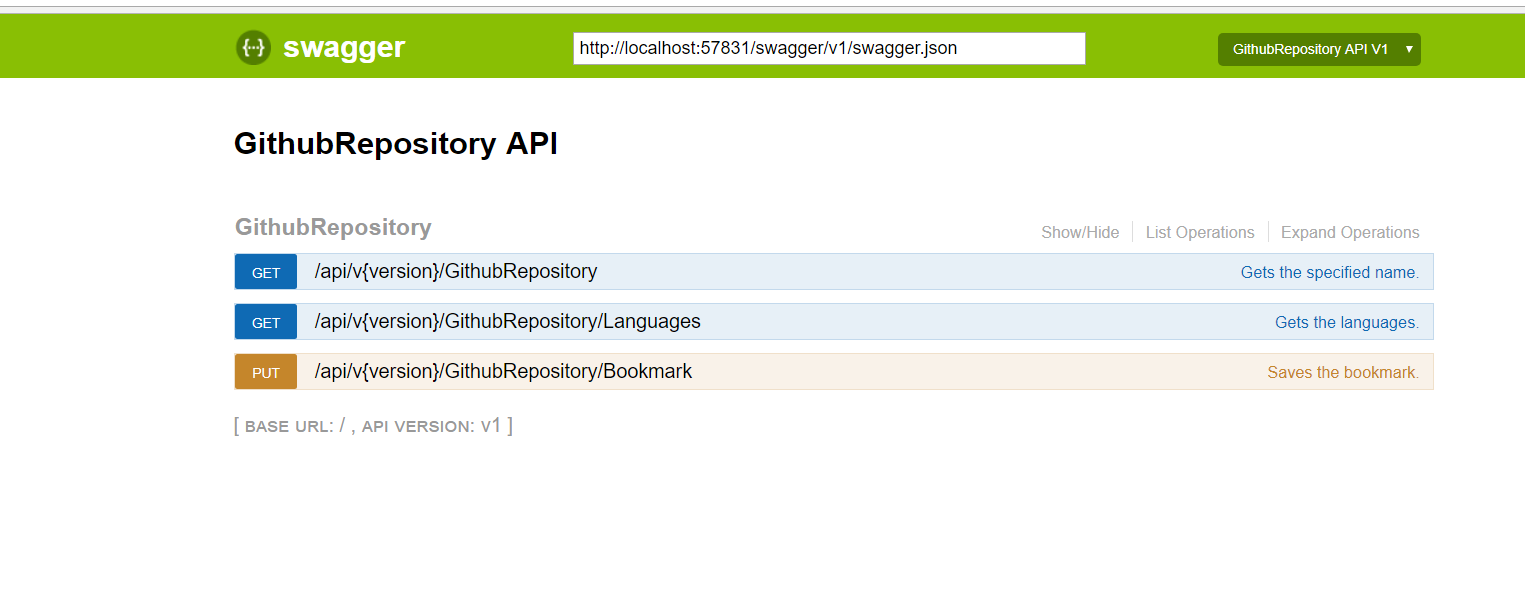 {···} swagger http://localhost:57831/swagger/v1/swagger.json GithubRepository API V1 ▼
GithubRepository API
GithubRepository Show/Hide List Operations Expand Operations
GET /api/v{version}/GithubRepository Gets the specified name.
GET /api/v{version}/GithubRepository/Languages Gets the languages.
PUT /api/v{version}/GithubRepository/Bookmark Saves the bookmark.
[ BASE URL: / , API VERSION: V1 ]